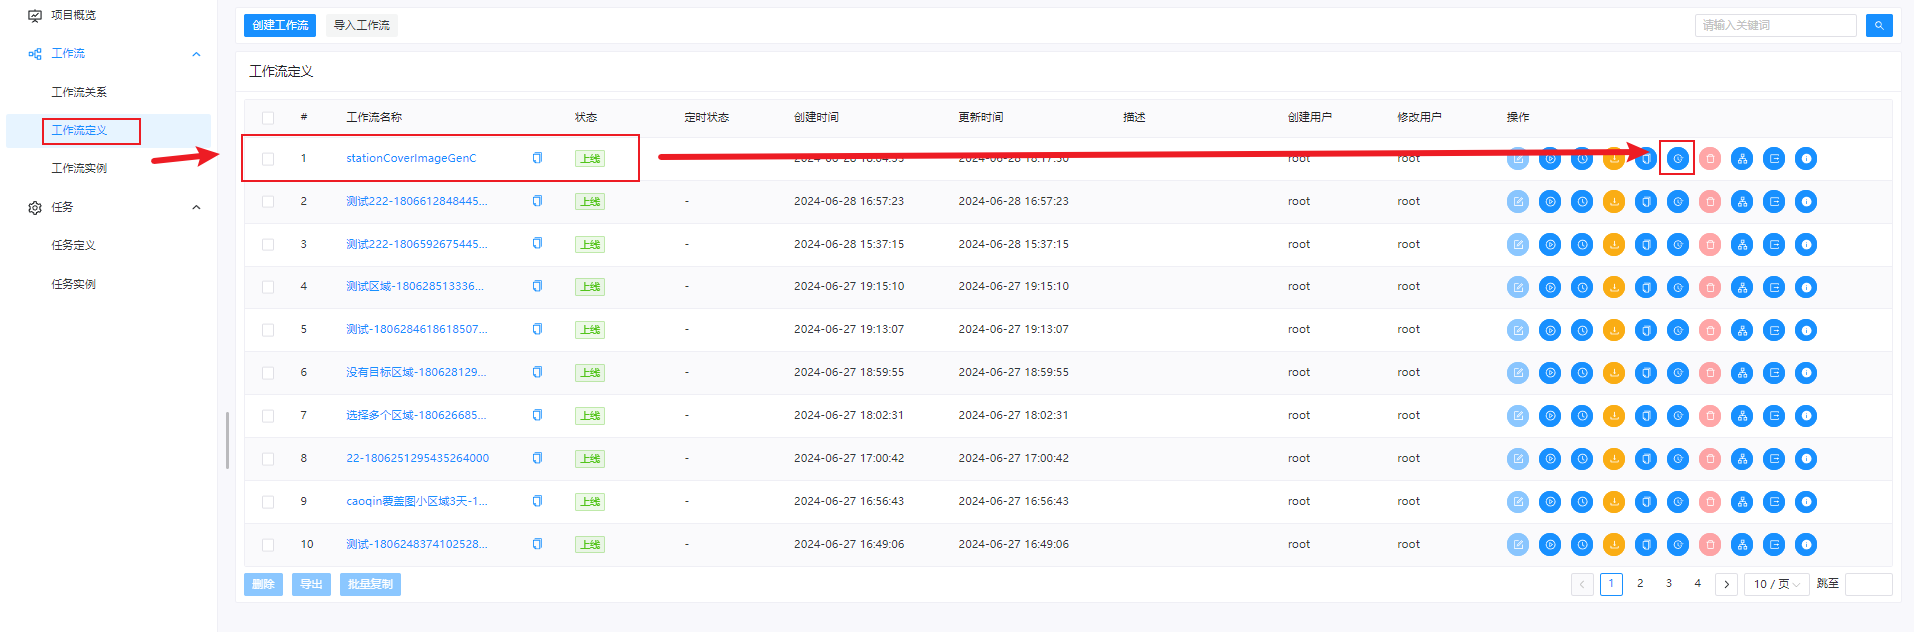 项目概览
工作流
工作流关系
工作流定义
工作流实例
任务
任务定义
任务实例
创建工作流 导入工作流 请输入关键词
工作流定义
# 工作流名称 状态 定时状态 创建时间 更新时间 描述 创建用户 修改用户 操作
1 stationCoverImageGenC 上线 root root
2 测试222-1806612848445... 上线 - 2024-06-28 16:57:23 2024-06-28 16:57:23 root root
3 测试222-1806592675445... 上线 - 2024-06-28 15:37:15 2024-06-28 15:37:15 root root
4 测试区域-180628513336... 上线 - 2024-06-27 19:15:10 2024-06-27 19:15:10 root root
5 测试-1806284618618507... 上线 - 2024-06-27 19:13:07 2024-06-27 19:13:07 root root
6 没有目标区域-180628129... 上线 - 2024-06-27 18:59:55 2024-06-27 18:59:55 root root
7 选择多个区域-180626685... 上线 - 2024-06-27 18:02:31 2024-06-27 18:02:31 root root
8 22-1806251295435264000 上线 - 2024-06-27 17:00:42 2024-06-27 17:00:42 root root
9 caoqin覆盖图小区域3天-1... 上线 - 2024-06-27 16:56:43 2024-06-27 16:56:43 root root
10 测试-1806248374102528... 上线 - 2024-06-27 16:49:06 2024-06-27 16:49:06 root root
删除 导出 批量复制 1 2 3 4 10 / 页 跳至